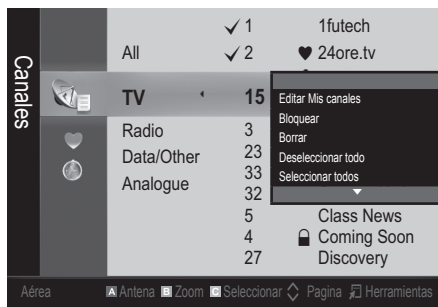 Canales
✓ 1 1futech
All ✓ 2 ♥ 24ore.tv
TV 15
Editar Mis canales
Bloquear
Borrar
Deseleccionar todo
Seleccionar todos
Radio 3
Data/Other 23
Analogue 33
32
5 Class News
4 Coming Soon
27 Discovery
Aérea A Antena B Zoom C Seleccionar Pagina Herramientas